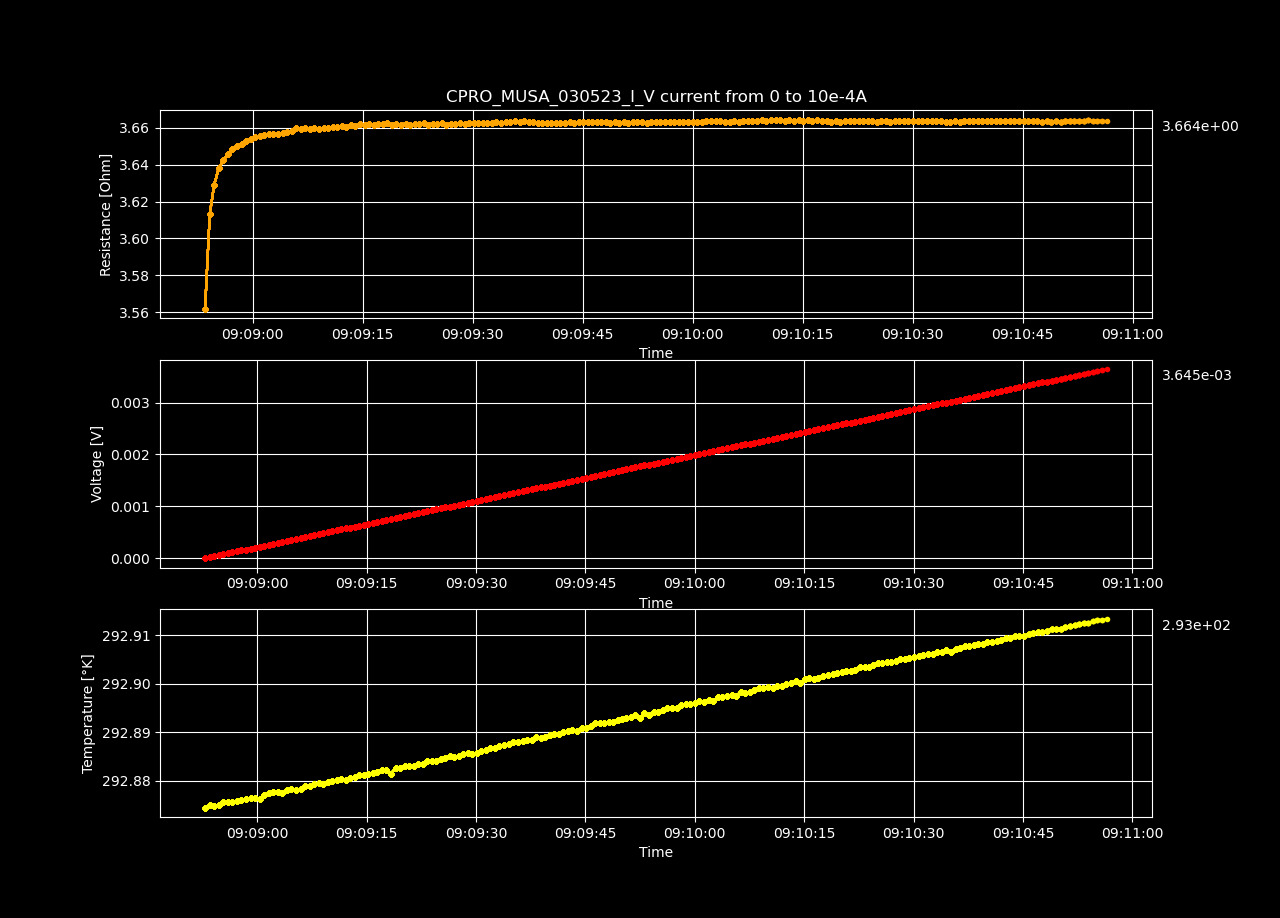 CPRO_MUSA_030523_I_V current from 0 to 10e-4A
3.66
3.64
3.62
3.60
3.58
3.56
Resistance [Ohm]
3.664e+00
09:09:00 09:09:15 09:09:30 09:09:45 09:10:00 09:10:15 09:10:30 09:10:45 09:11:00
Time
0.003
0.002
0.001
0.000
Voltage [V]
3.645e-03
09:09:00 09:09:15 09:09:30 09:09:45 09:10:00 09:10:15 09:10:30 09:10:45 09:11:00
Time
292.91
292.90
292.89
292.88
Temperature [°K]
2.93e+02
09:09:00 09:09:15 09:09:30 09:09:45 09:10:00 09:10:15 09:10:30 09:10:45 09:11:00
Time